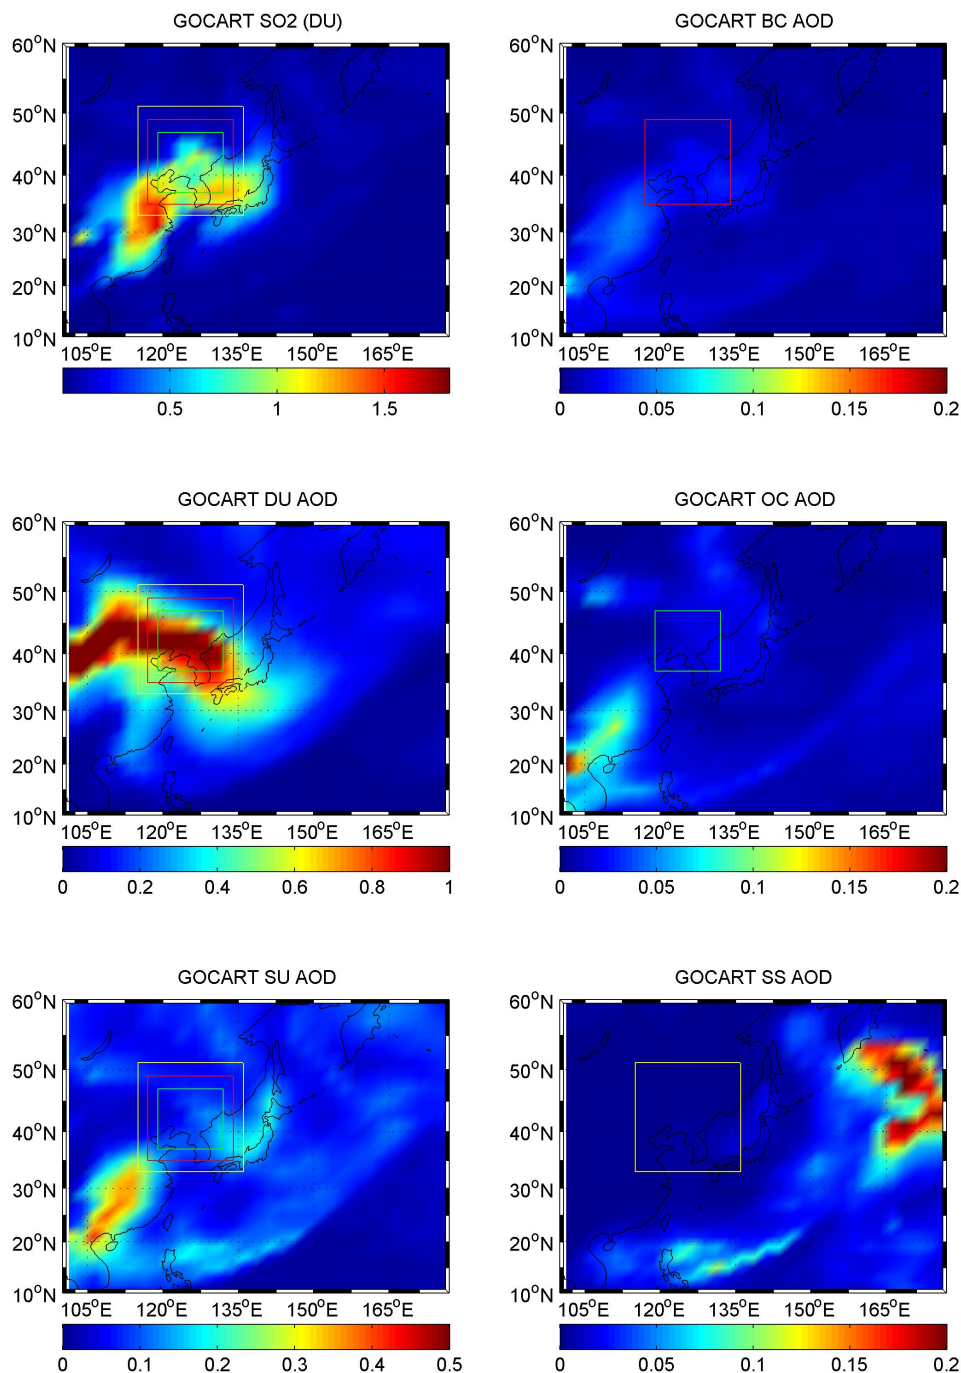 GOCART SO2 (DU)
60°N
50°N
40°N
30°N
20°N
10°N
105°E 120°E 135°E 150°E 165°E
0.5 1 1.5
GOCART BC AOD
60°N
50°N
40°N
30°N
20°N
10°N
105°E 120°E 135°E 150°E 165°E
0 0.05 0.1 0.15 0.2
GOCART DU AOD
60°N
50°N
40°N
30°N
20°N
10°N
105°E 120°E 135°E 150°E 165°E
0 0.2 0.4 0.6 0.8 1
GOCART OC AOD
60°N
50°N
40°N
30°N
20°N
10°N
105°E 120°E 135°E 150°E 165°E
0 0.05 0.1 0.15 0.2
GOCART SU AOD
60°N
50°N
40°N
30°N
20°N
10°N
105°E 120°E 135°E 150°E 165°E
0 0.1 0.2 0.3 0.4 0.5
GOCART SS AOD
60°N
50°N
40°N
30°N
20°N
10°N
105°E 120°E 135°E 150°E 165°E
0 0.05 0.1 0.15 0.2